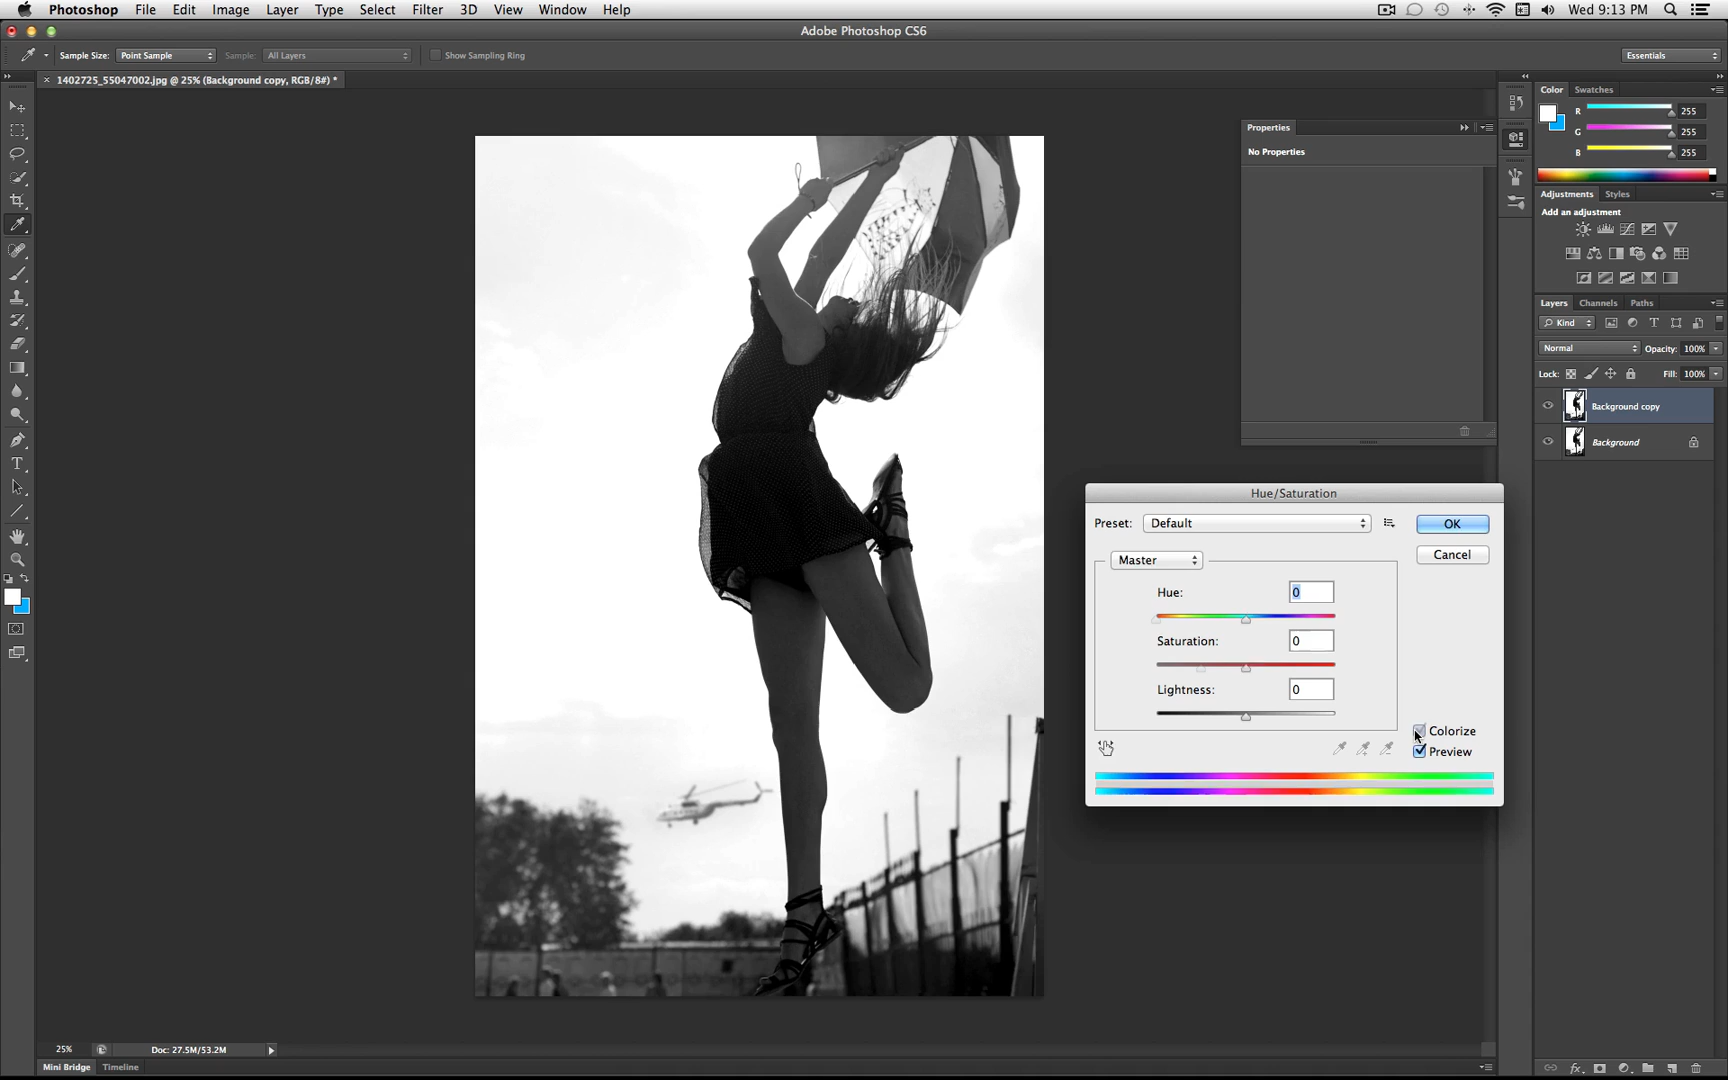 Photoshop File Edit Image Layer Type Select Filter 3D View Window Help Wed 9:13 PM
Adobe Photoshop CS6
Sample Size: Point Sample Sample: All Layers Show Sampling Ring Essentials
× 1402725_55047002.jpg @ 25% (Background copy, RGB/8#) *
Color Swatches
R 255
G 255
B 255
Properties
No Properties
Adjustments Styles
Add an adjustment
Layers Channels Paths
Kind
Normal Opacity: 100%
Lock: Fill: 100%
Background copy
Background
Hue/Saturation
Preset: Default OK
Cancel
Master
Hue: 0
Saturation: 0
Lightness: 0
Colorize
Preview
25% Doc: 27.5M/53.2M
Mini Bridge Timeline